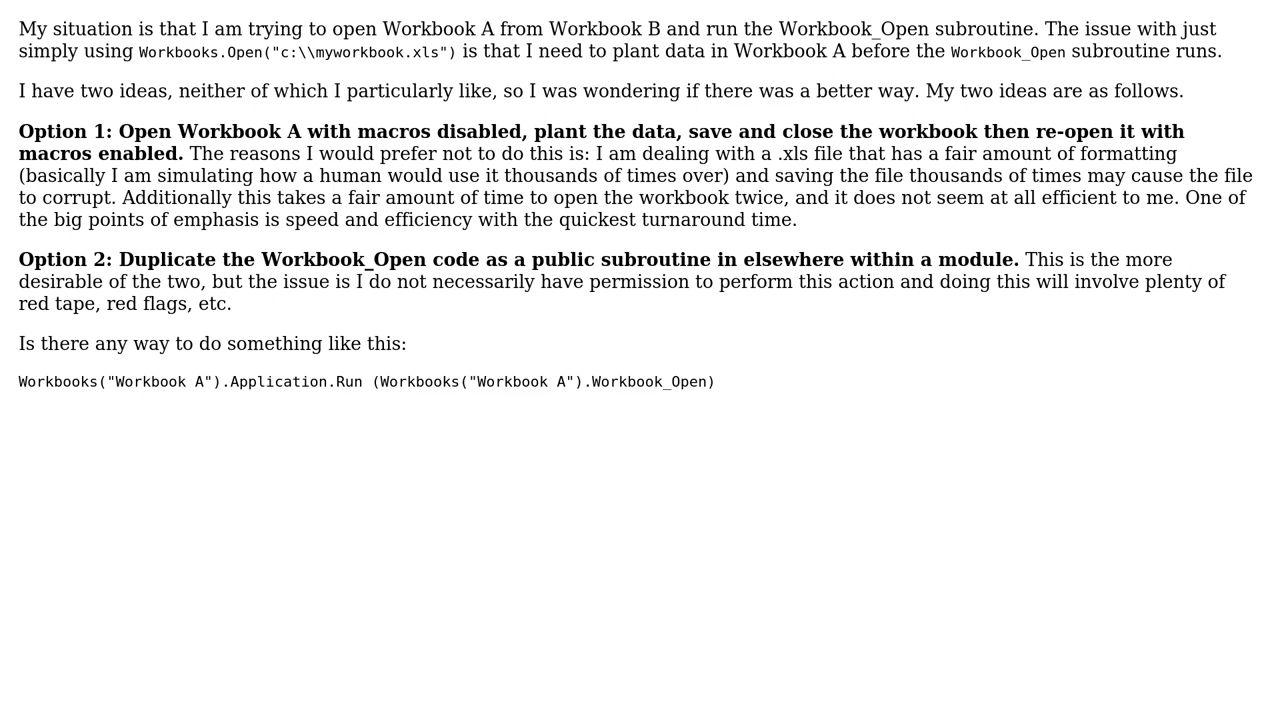 My situation is that I am trying to open Workbook A from Workbook B and run the Workbook_Open subroutine. The issue with just
simply using Workbooks.Open("c:\\myworkbook.xls") is that I need to plant data in Workbook A before the Workbook_Open subroutine runs.
I have two ideas, neither of which I particularly like, so I was wondering if there was a better way. My two ideas are as follows.
Option 1: Open Workbook A with macros disabled, plant the data, save and close the workbook then re-open it with
macros enabled. The reasons I would prefer not to do this is: I am dealing with a .xls file that has a fair amount of formatting
(basically I am simulating how a human would use it thousands of times over) and saving the file thousands of times may cause the file
to corrupt. Additionally this takes a fair amount of time to open the workbook twice, and it does not seem at all efficient to me. One of
the big points of emphasis is speed and efficiency with the quickest turnaround time.
Option 2: Duplicate the Workbook_Open code as a public subroutine in elsewhere within a module. This is the more
desirable of the two, but the issue is I do not necessarily have permission to perform this action and doing this will involve plenty of
red tape, red flags, etc.
Is there any way to do something like this:
Workbooks("Workbook A").Application.Run (Workbooks("Workbook A").Workbook_Open)